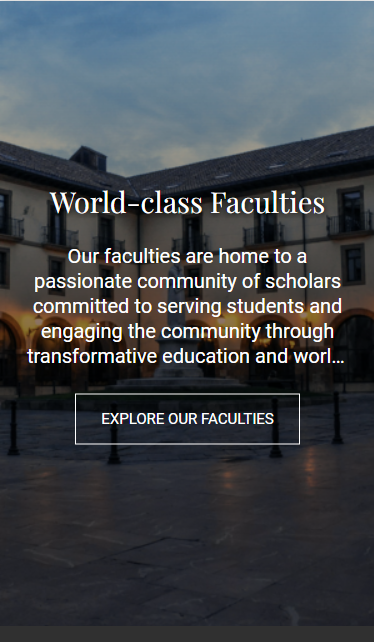 World-class Faculties
Our faculties are home to a
passionate community of scholars
committed to serving students and
engaging the community through
transformative education and worl...
EXPLORE OUR FACULTIES